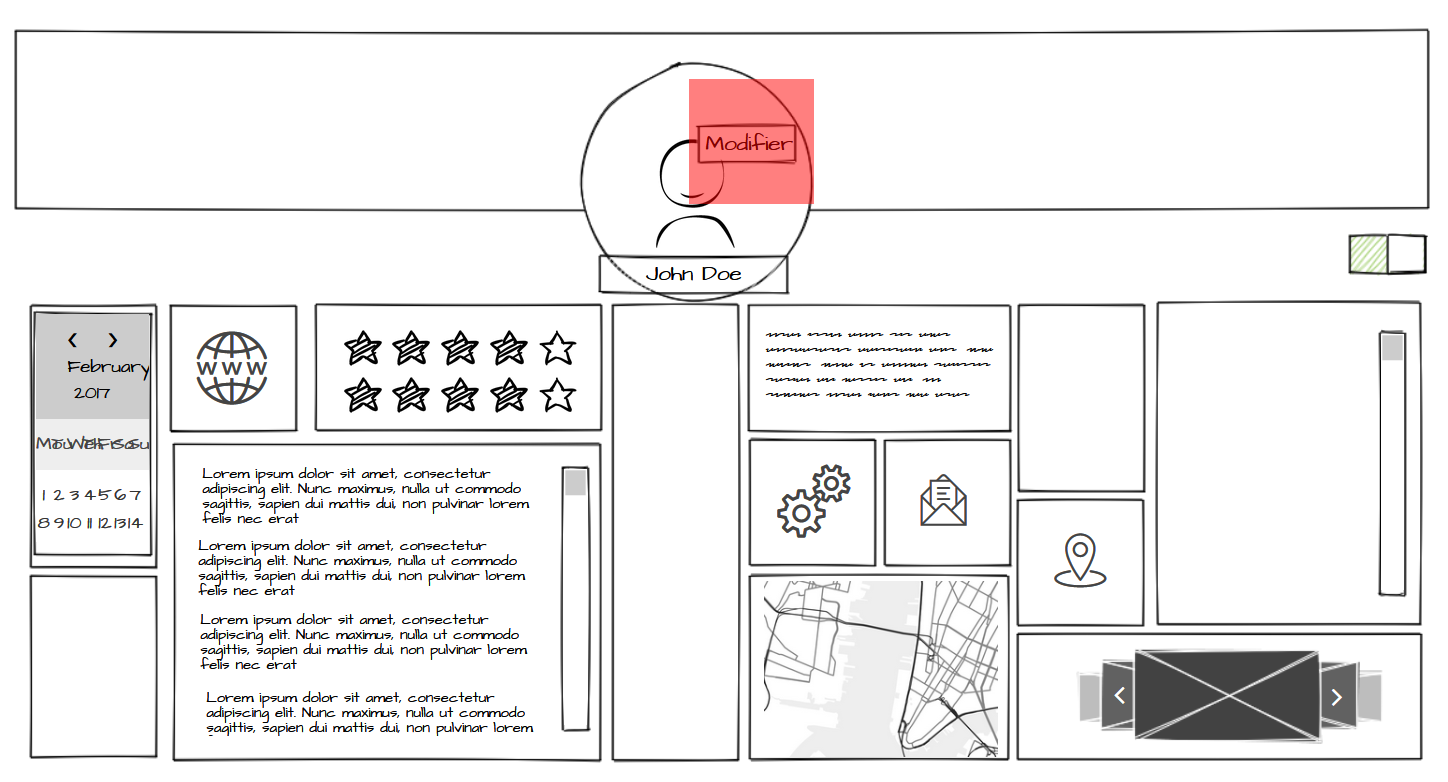 Modifier
John Doe
February
2017
1 2 3 4 5 6 7
8 9 10 11 12 13 14
www
Lorem ipsum dolor sit amet, consectetur
adipiscing elit. Nunc maximus, nulla ut commodo
sagittis, sapien dui mattis dui, non pulvinar lorem
felis nec erat
Lorem ipsum dolor sit amet, consectetur
adipiscing elit. Nunc maximus, nulla ut commodo
sagittis, sapien dui mattis dui, non pulvinar lorem
felis nec erat
Lorem ipsum dolor sit amet, consectetur
adipiscing elit. Nunc maximus, nulla ut commodo
sagittis, sapien dui mattis dui, non pulvinar lorem
felis nec erat
Lorem ipsum dolor sit amet, consectetur
adipiscing elit. Nunc maximus, nulla ut commodo
sagittis, sapien dui mattis dui, non pulvinar lorem